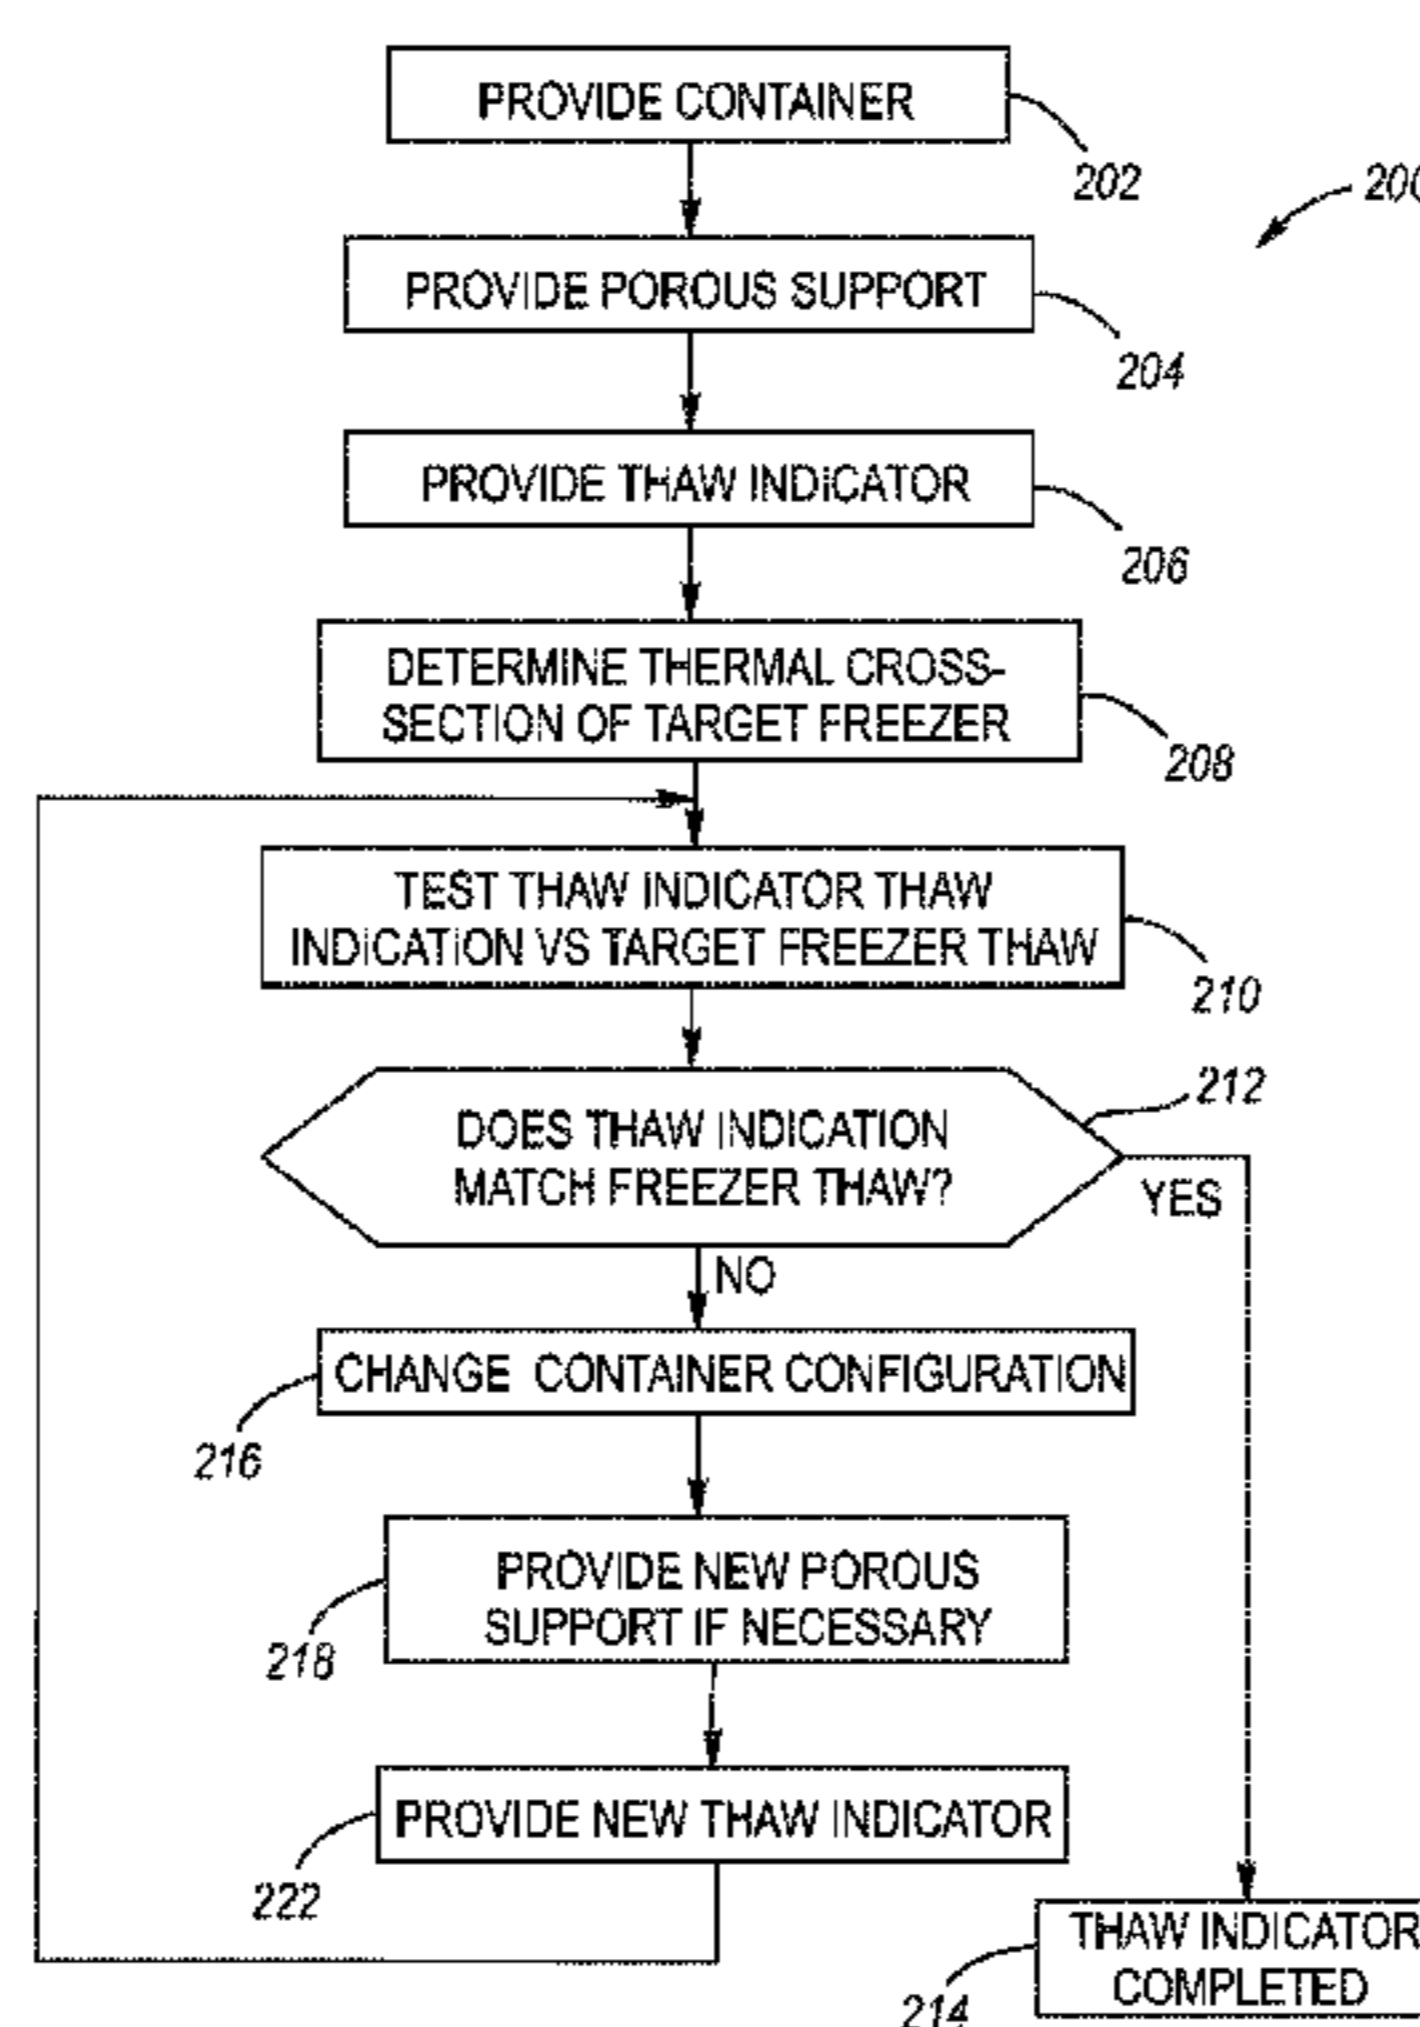 PROVIDE CONTAINER
202
200
PROVIDE POROUS SUPPORT
204
PROVIDE THAW INDICATOR
206
DETERMINE THERMAL CROSS-
SECTION OF TARGET FREEZER
208
TEST THAW INDICATOR THAW
INDICATION VS TARGET FREEZER THAW
210
212
DOES THAW INDICATION
MATCH FREEZER THAW?
YES
NO
CHANGE CONTAINER CONFIGURATION
216
PROVIDE NEW POROUS
SUPPORT IF NECESSARY
218
PROVIDE NEW THAW INDICATOR
222
THAW INDICATOR
COMPLETED
214